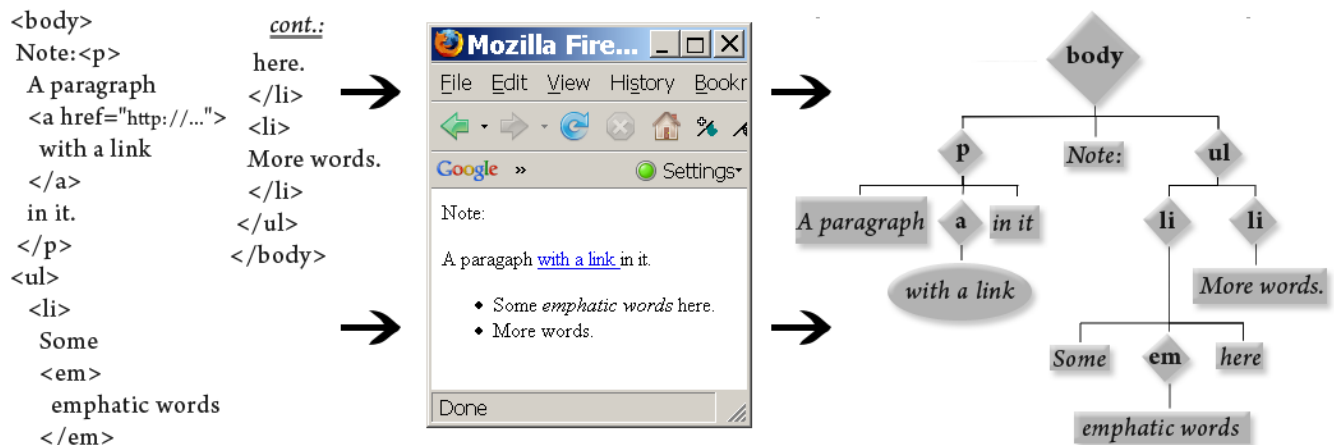 <body>
Note:<p>
A paragraph
<a href="http://...">
with a link
</a>
in it.
</p>
<ul>
<li>
Some
<em>
emphatic words
</em>
cont.:
here.
</li>
<li>
More words.
</li>
</ul>
</body>
Mozilla Fire...
File Edit View History Bookr
Google » Settings
Note:
A paragaph with a link in it.
• Some emphatic words here.
• More words.
Done
body
p Note: ul
A paragraph a in it li li
with a link More words.
Some em here
emphatic words